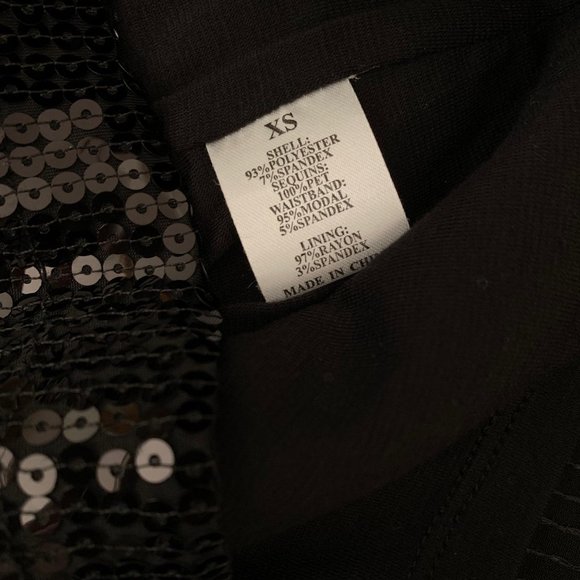 XS
SHELL:
93%POLYESTER
7%SPANDEX
SEQUINS:
100%PET
WAISTBAND:
95%MODAL
5%SPANDEX
LINING:
97%RAYON
3%SPANDEX
MADE IN